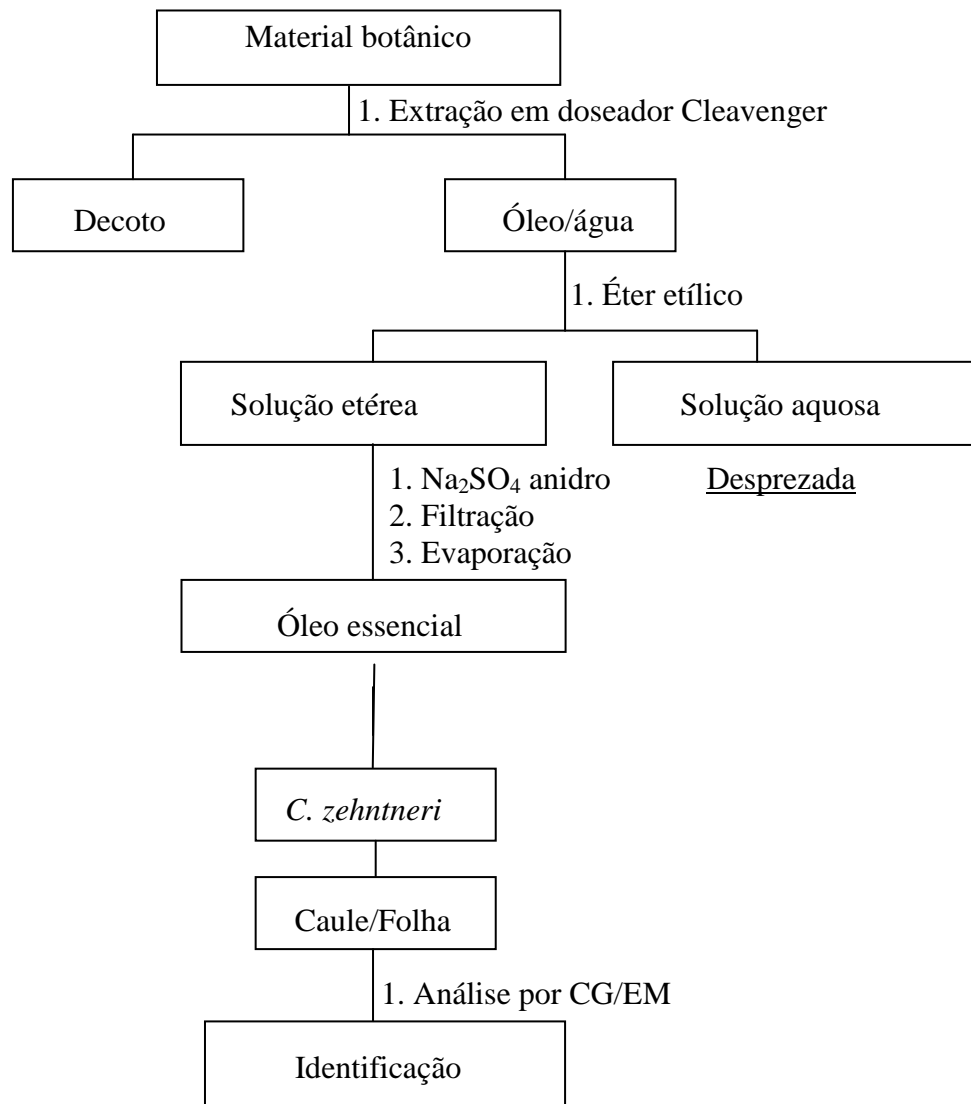 Material botânico
1. Extração em doseador Cleavenger
Decoto
Óleo/água
1. Éter etílico
Solução etérea
Solução aquosa
1. Na₂SO₄ anidro
Desprezada
2. Filtração
3. Evaporação
Óleo essencial
C. zehntneri
Caule/Folha
1. Análise por CG/EM
Identificação